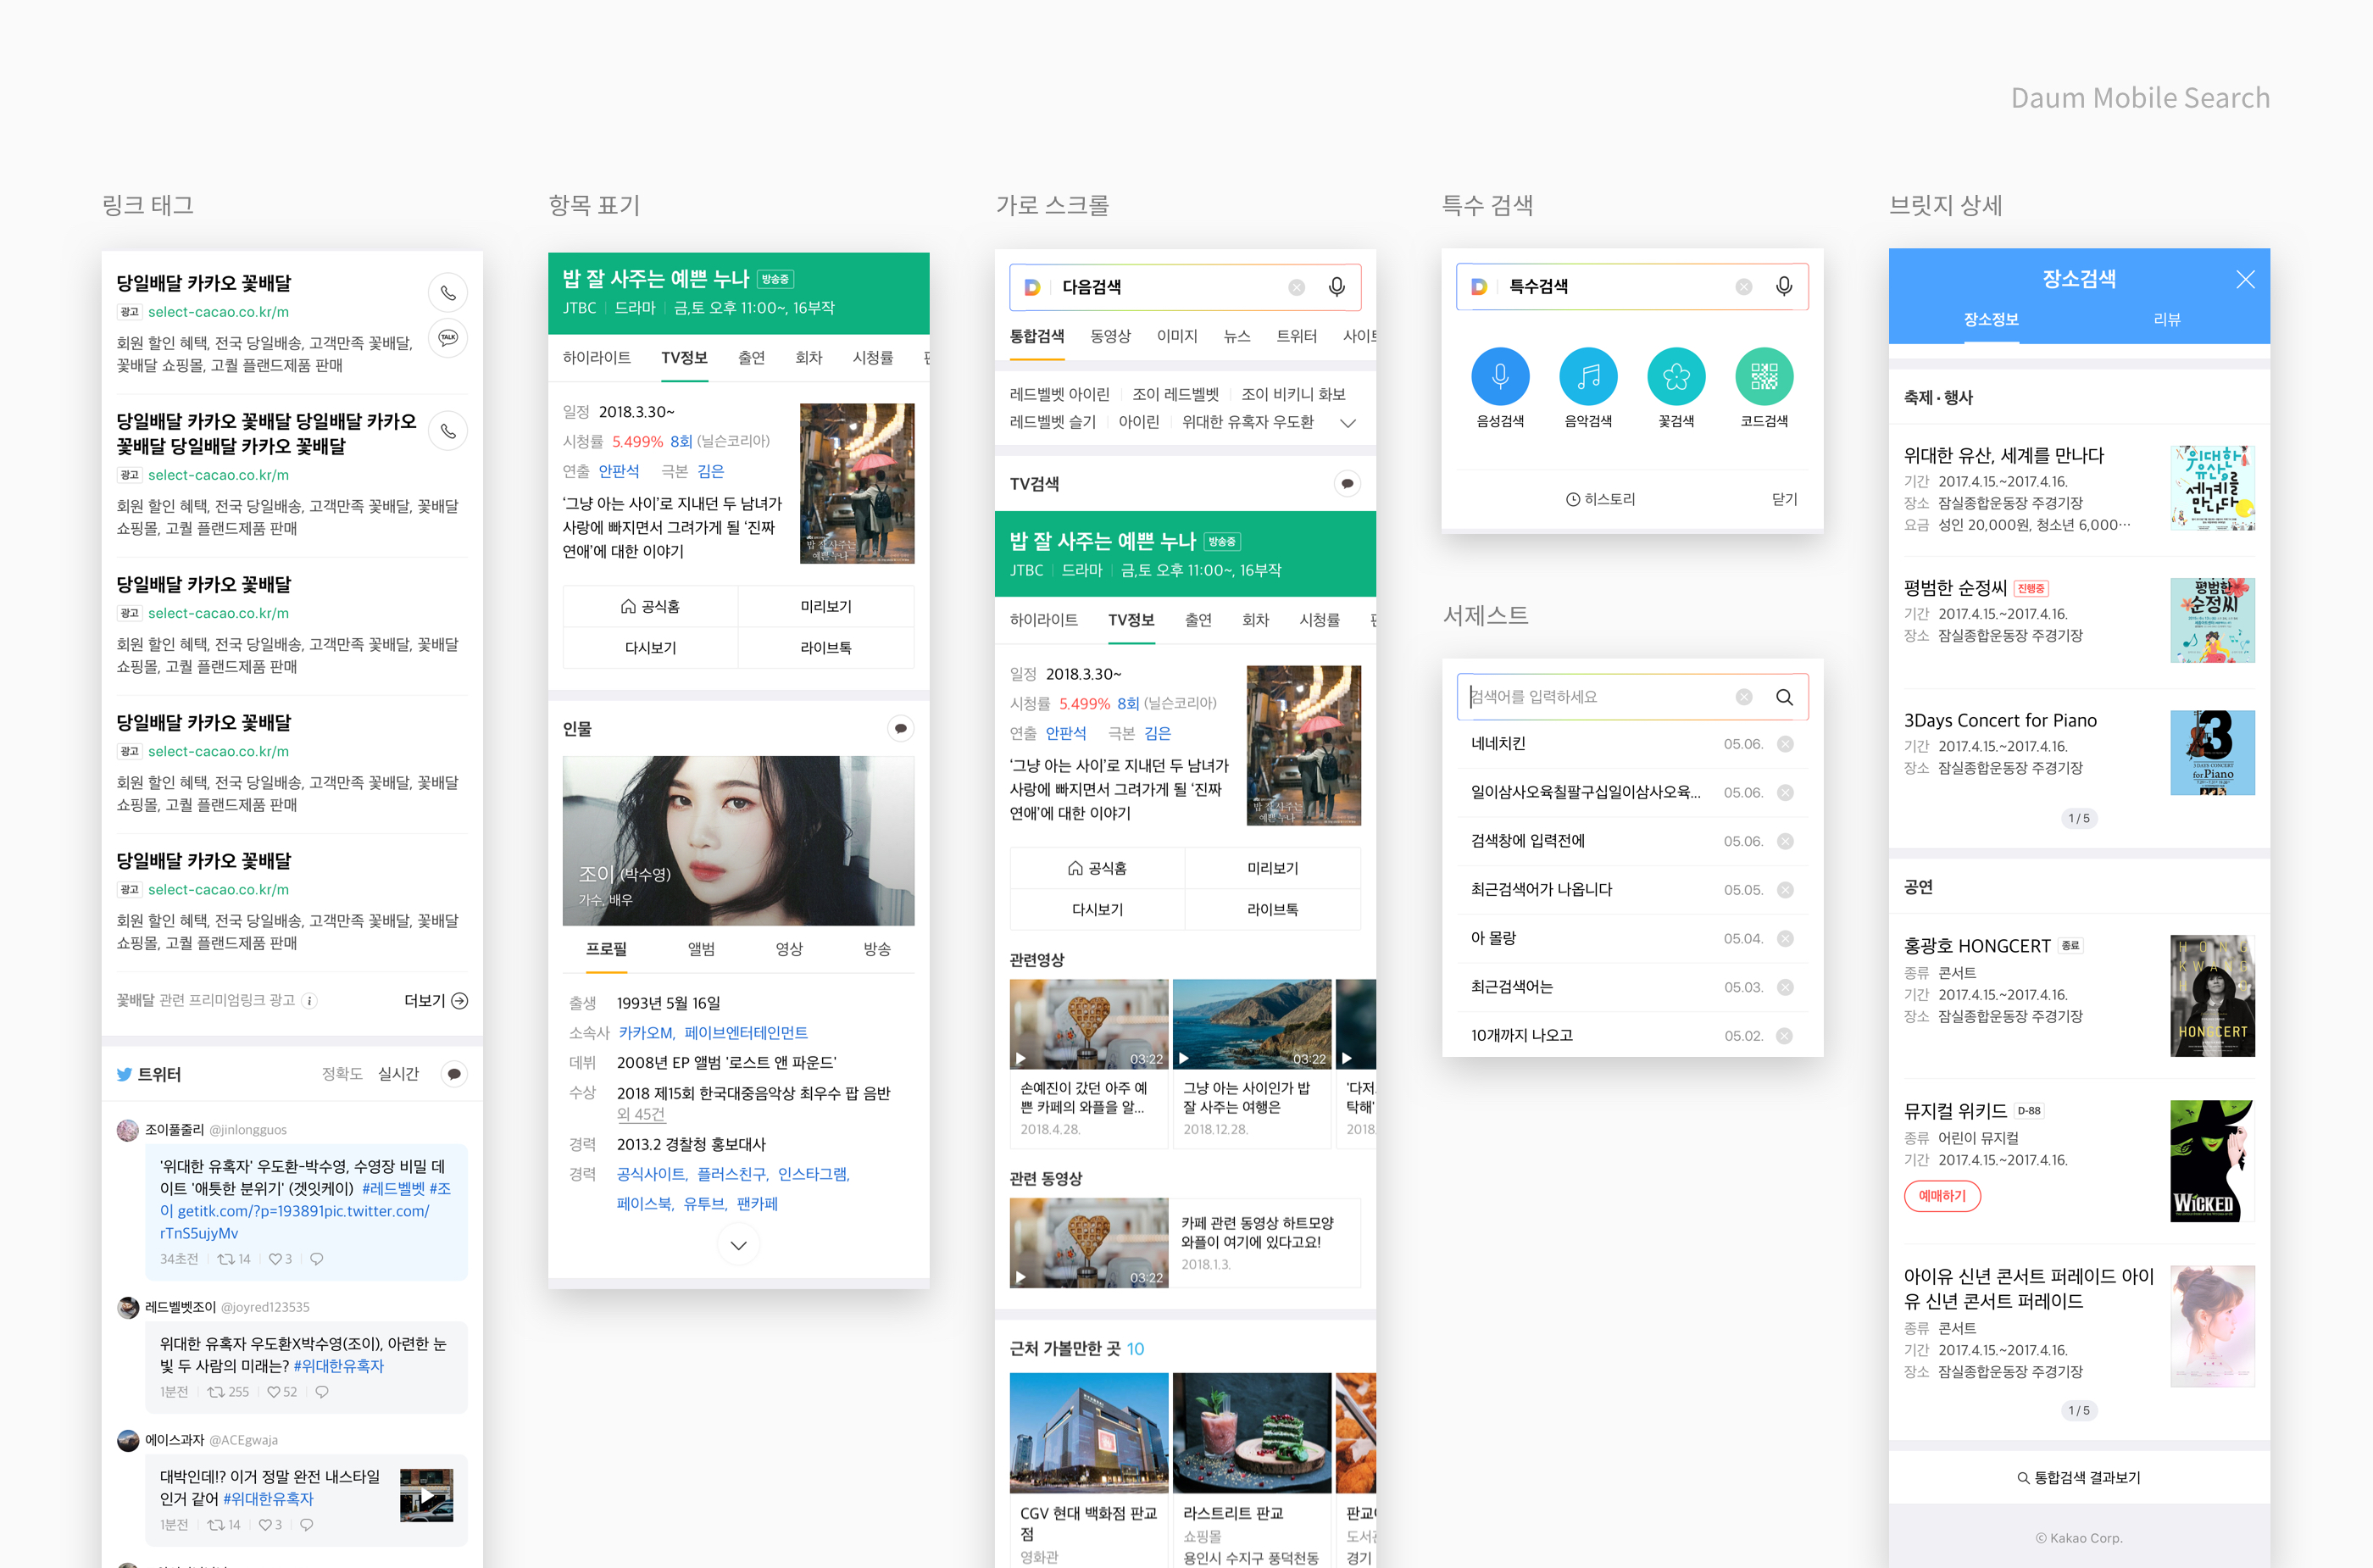 Daum Mobile Search
링크 태그
당일배달 카카오 꽃배달
광고 select-cacao.co.kr/m
회원 할인 혜택, 전국 당일배송, 고객만족 꽃배달,
꽃배달 쇼핑몰, 고퀄 플랜드제품 판매
TALK
당일배달 카카오 꽃배달 당일배달 카카오
꽃배달 당일배달 카카오 꽃배달
광고 select-cacao.co.kr/m
회원 할인 혜택, 전국 당일배송, 고객만족 꽃배달, 꽃배달
쇼핑몰, 고퀄 플랜드제품 판매
당일배달 카카오 꽃배달
광고 select-cacao.co.kr/m
회원 할인 혜택, 전국 당일배송, 고객만족 꽃배달, 꽃배달
쇼핑몰, 고퀄 플랜드제품 판매
당일배달 카카오 꽃배달
광고 select-cacao.co.kr/m
회원 할인 혜택, 전국 당일배송, 고객만족 꽃배달, 꽃배달
쇼핑몰, 고퀄 플랜드제품 판매
당일배달 카카오 꽃배달
광고 select-cacao.co.kr/m
회원 할인 혜택, 전국 당일배송, 고객만족 꽃배달, 꽃배달
쇼핑몰, 고퀄 플랜드제품 판매
꽃배달 관련 프리미엄링크 광고 i 더보기
트위터 정확도 실시간
조이풀줄리 @jinlongguos
'위대한 유혹자' 우도환-박수영, 수영장 비밀 데
이트 '애틋한 분위기' (겟잇케이) #레드벨벳 #조
이 getitk.com/?p=193891pic.twitter.com/
rTnS5ujyMv
34초전 14 3
레드벨벳조이 @joyred123535
위대한 유혹자 우도환X박수영(조이), 아련한 눈
빛 두 사람의 미래는? #위대한유혹자
1분전 255 52
에이스과자 @ACEgwaja
대박인데!? 이거 정말 완전 내스타일
인거 같어 #위대한유혹자
1분전 14 3
항목 표기
밥 잘 사주는 예쁜 누나 방송중
JTBC 드라마 금,토 오후 11:00~, 16부작
하이라이트 TV정보 출연 회차 시청률
일정 2018.3.30~
시청률 5.499% 8회 (닐슨코리아)
연출 안판석 극본 김은
'그냥 아는 사이'로 지내던 두 남녀가
사랑에 빠지면서 그려가게 될 '진짜
연애'에 대한 이야기
밥 잘 사주는
예쁜 누나
공식홈 미리보기
다시보기 라이브톡
인물
조이 (박수영)
가수, 배우
프로필 앨범 영상 방송
출생 1993년 5월 16일
소속사 카카오M, 페이브엔터테인먼트
데뷔 2008년 EP 앨범 '로스트 앤 파운드'
수상 2018 제15회 한국대중음악상 최우수 팝 음반
외 45건
경력 2013.2 경찰청 홍보대사
경력 공식사이트, 플러스친구, 인스타그램,
페이스북, 유투브, 팬카페
가로 스크롤
다음검색
통합검색 동영상 이미지 뉴스 트위터 사이트
레드벨벳 아이린 조이 레드벨벳 조이 비키니 화보
레드벨벳 슬기 아이린 위대한 유혹자 우도환
TV검색
밥 잘 사주는 예쁜 누나 방송중
JTBC 드라마 금,토 오후 11:00~, 16부작
하이라이트 TV정보 출연 회차 시청률
일정 2018.3.30~
시청률 5.499% 8회 (닐슨코리아)
연출 안판석 극본 김은
'그냥 아는 사이'로 지내던 두 남녀가
사랑에 빠지면서 그려가게 될 '진짜
연애'에 대한 이야기
밥 잘 사주는
예쁜 누나
공식홈 미리보기
다시보기 라이브톡
관련영상
03:22 03:22
손예진이 갔던 아주 예
쁜 카페의 와플을 알...
2018.4.28.
그냥 아는 사이인가 밥
잘 사주는 여행은
2018.12.28.
'다저
탁해'
2018.
관련 동영상
03:22
카페 관련 동영상 하트모양
와플이 여기에 있다고요!
2018.1.3.
근처 가볼만한 곳 10
CGV 현대 백화점 판교
점
영화관
라스트리트 판교
쇼핑몰
용인시 수지구 풍덕천동
판교
도서관
경기
특수 검색
특수검색
음성검색 음악검색 꽃검색 코드검색
히스토리 닫기
서제스트
검색어를 입력하세요
네네치킨 05.06.
일이삼사오육칠팔구십일이삼사오육... 05.06.
검색창에 입력전에 05.06.
최근검색어가 나옵니다 05.05.
아 몰랑 05.04.
최근검색어는 05.03.
10개까지 나오고 05.02.
브릿지 상세
장소검색
장소정보 리뷰
축제·행사
위대한 유산, 세계를 만나다
기간 2017.4.15.~2017.4.16.
장소 잠실종합운동장 주경기장
요금 성인 20,000원, 청소년 6,000…
위대한
유산,
세계를
만나다
평범한 순정씨 진행중
기간 2017.4.15.~2017.4.16.
장소 잠실종합운동장 주경기장
평범한
순정씨
3Days Concert for Piano
기간 2017.4.15.~2017.4.16.
장소 잠실종합운동장 주경기장
3
3 DAYS CONCERT
for Piano
1 / 5
공연
홍광호 HONGCERT 종료
종류 콘서트
기간 2017.4.15.~2017.4.16.
장소 잠실종합운동장 주경기장
HONG
KWANG
HONGCERT
뮤지컬 위키드 D-88
종류 어린이 뮤지컬
기간 2017.4.15.~2017.4.16.
예매하기
WICKED
아이유 신년 콘서트 퍼레이드 아이
유 신년 콘서트 퍼레이드
종류 콘서트
기간 2017.4.15.~2017.4.16.
장소 잠실종합운동장 주경기장
1 / 5
통합검색 결과보기
© Kakao Corp.